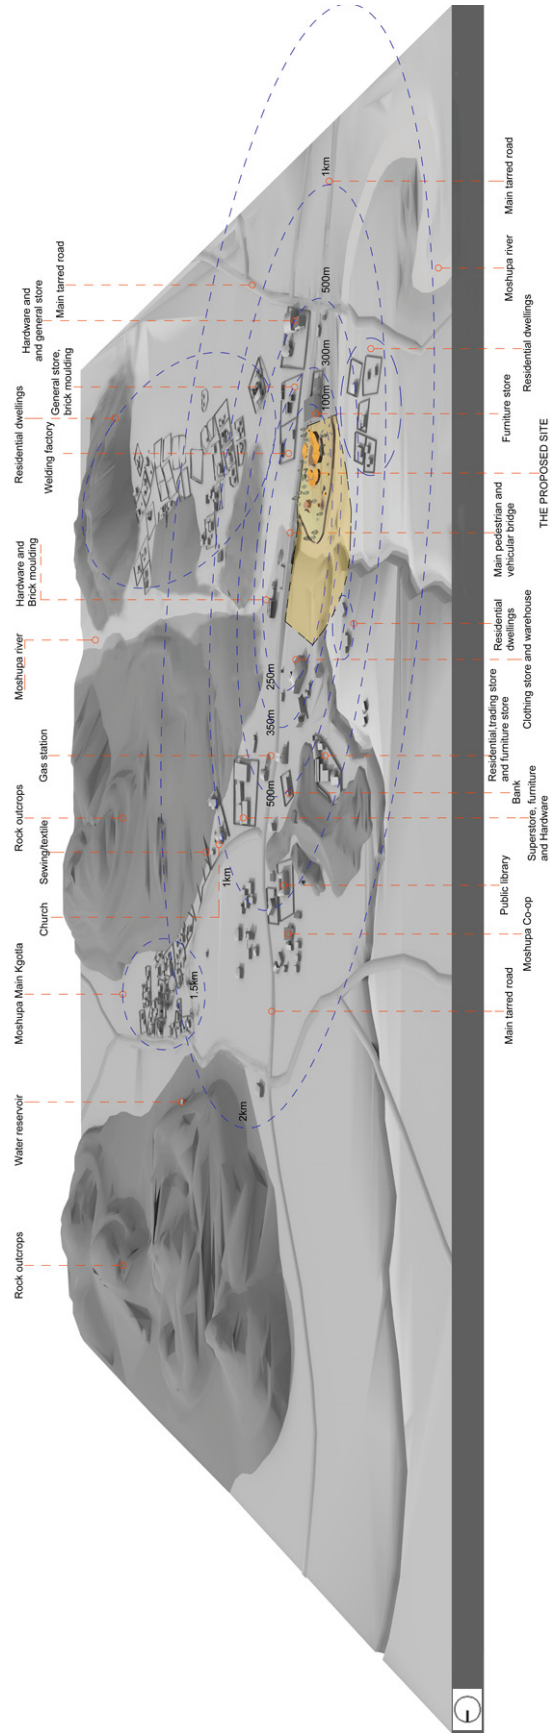 Rock outcrops
Water reservoir
Moshupa Main Kgotla
Church
Sewing/textile
Rock outcrops
Gas station
Moshupa river
Hardware and
Brick moulding
Welding factory
Residential dwellings
General store,
brick moulding
Hardware and
and general store
Main tarred road
2km
1.5km
1km
500m
350m
250m
100m
300m
500m
1km
Main tarred road
Moshupa Co-op
Public library
Superstore, furniture
and Hardware
Bank
Residential,trading store
and furniture store
Clothing store and warehouse
Residential
dwellings
Main pedestrian and
vehicular bridge
THE PROPOSED SITE
Furniture store
Residential dwellings
Moshupa river
Main tarred road